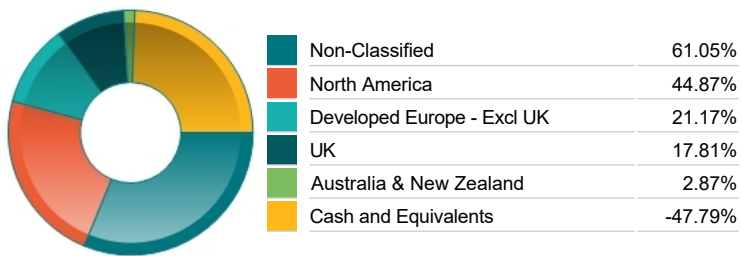 Non-Classified 61.05%
North America 44.87%
Developed Europe - Excl UK 21.17%
UK 17.81%
Australia & New Zealand 2.87%
Cash and Equivalents -47.79%